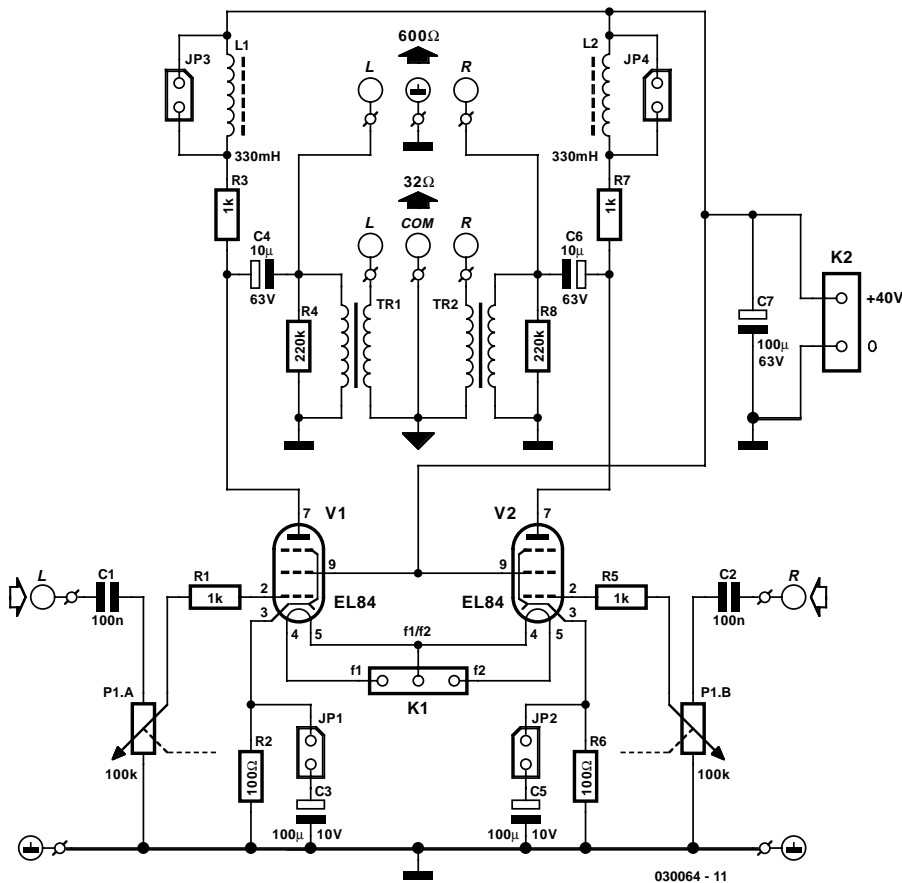 600Ω
L1
L2
JP3
L
R
JP4
330mH
330mH
R3
1k
32Ω
R7
1k
C4
10µ
63V
L
COM
R
C6
10µ
63V
K2
R4
220k
TR1
TR2
R8
220k
C7
100µ
63V
+40V
0
7
V1
V2
7
L
C1
100n
R1
1k
2
9
9
2
R5
1k
C2
100n
R
3
EL84
EL84
3
4
5
f1/f2
4
5
f1
f2
K1
P1.A
100k
JP1
JP2
P1.B
100k
R2
100Ω
C3
100µ
10V
C5
100µ
10V
R6
100Ω
030064 - 11